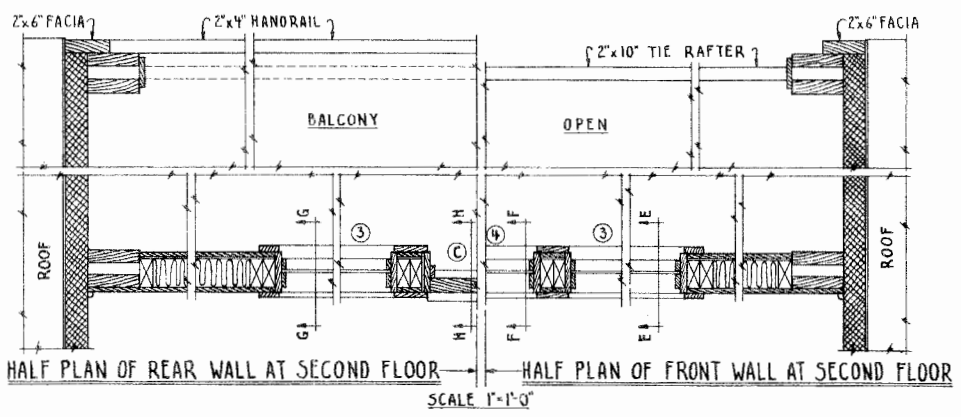 2"x6" FACIA
2"x4" HANDRAIL
2"x6" FACIA
2"x10" TIE RAFTER
BALCONY
OPEN
G
H
F
E
3
4
3
C
ROOF
ROOF
G
H
F
E
HALF PLAN OF REAR WALL AT SECOND FLOOR
HALF PLAN OF FRONT WALL AT SECOND FLOOR
SCALE 1"=1'-0"